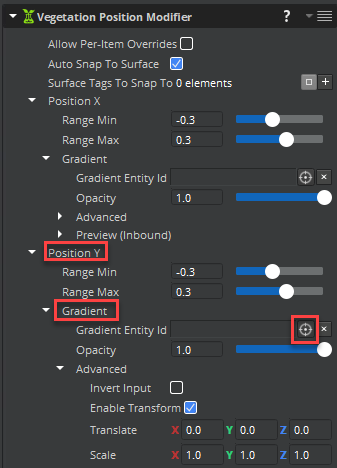 Vegetation Position Modifier ?
Allow Per-Item Overrides
Auto Snap To Surface
Surface Tags To Snap To 0 elements
Position X
Range Min -0.3
Range Max 0.3
Gradient
Gradient Entity Id
Opacity 1.0
Advanced
Preview (Inbound)
Position Y
Range Min -0.3
Range Max 0.3
Gradient
Gradient Entity Id
Opacity 1.0
Advanced
Invert Input
Enable Transform
Translate X 0.0 Y 0.0 Z 0.0
Scale X 1.0 Y 1.0 Z 1.0